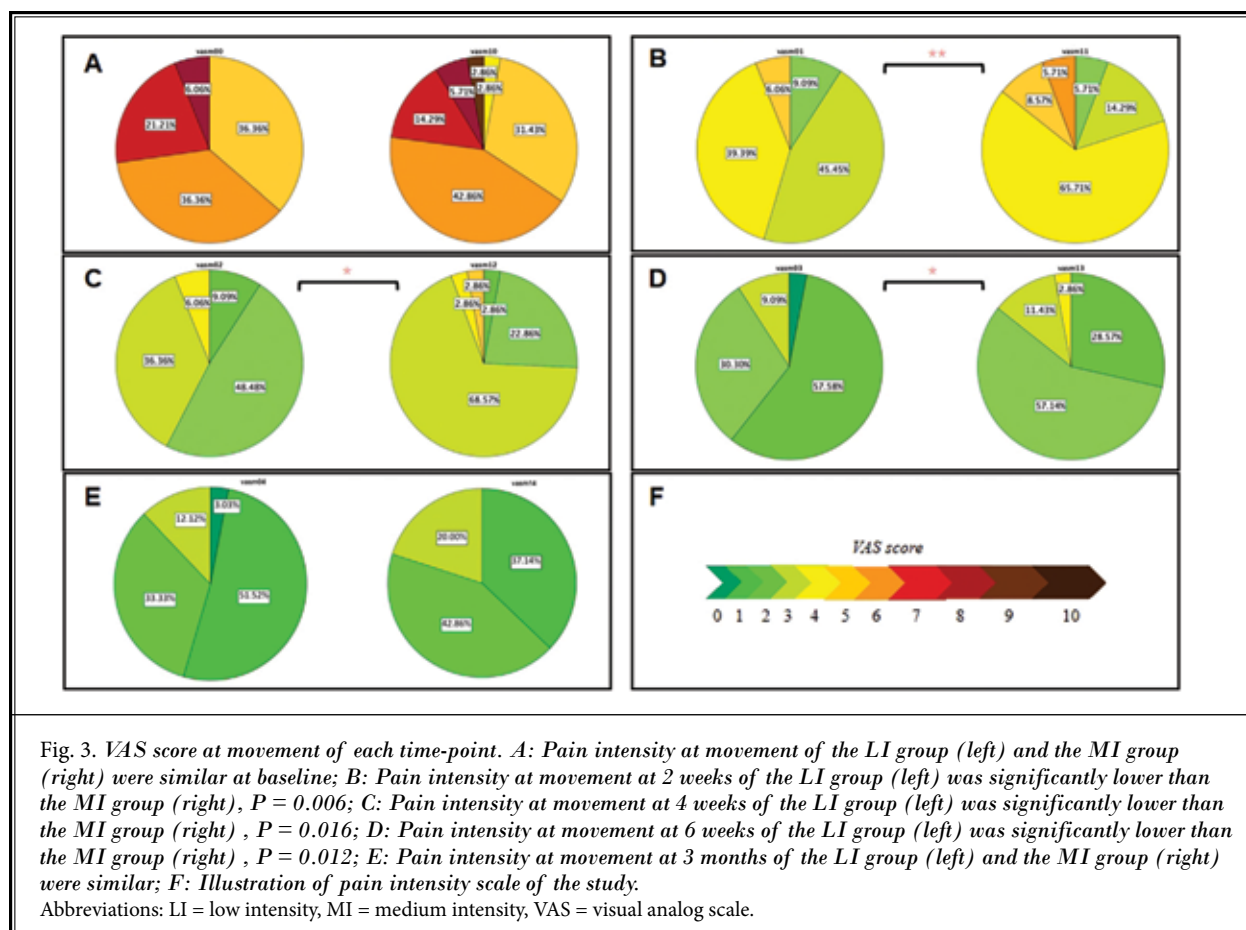 A
vasm00
6.06%
21.21%
36.36%
36.36%
vasm10
2.86%
2.86%
5.71%
14.29%
31.43%
42.86%
B
vasm01
**
6.06%
9.09%
39.39%
45.45%
vasm11
5.71%
5.71%
8.57%
14.29%
65.71%
C
vasm02
*
6.06%
9.09%
36.36%
48.48%
vasm12
2.86%
2.86%
2.86%
22.86%
68.57%
D
vasm03
*
9.09%
30.30%
57.58%
vasm13
2.86%
11.43%
28.57%
57.14%
E
vasm04
3.03%
12.12%
33.33%
51.52%
vasm14
20.00%
37.14%
42.86%
F
VAS score
0 1 2 3 4 5 6 7 8 9 10
Fig. 3. VAS score at movement of each time-point. A: Pain intensity at movement of the LI group (left) and the MI group
(right) were similar at baseline; B: Pain intensity at movement at 2 weeks of the LI group (left) was significantly lower than
the MI group (right), P = 0.006; C: Pain intensity at movement at 4 weeks of the LI group (left) was significantly lower than
the MI group (right) , P = 0.016; D: Pain intensity at movement at 6 weeks of the LI group (left) was significantly lower than
the MI group (right) , P = 0.012; E: Pain intensity at movement at 3 months of the LI group (left) and the MI group (right)
were similar; F: Illustration of pain intensity scale of the study.
Abbreviations: LI = low intensity, MI = medium intensity, VAS = visual analog scale.